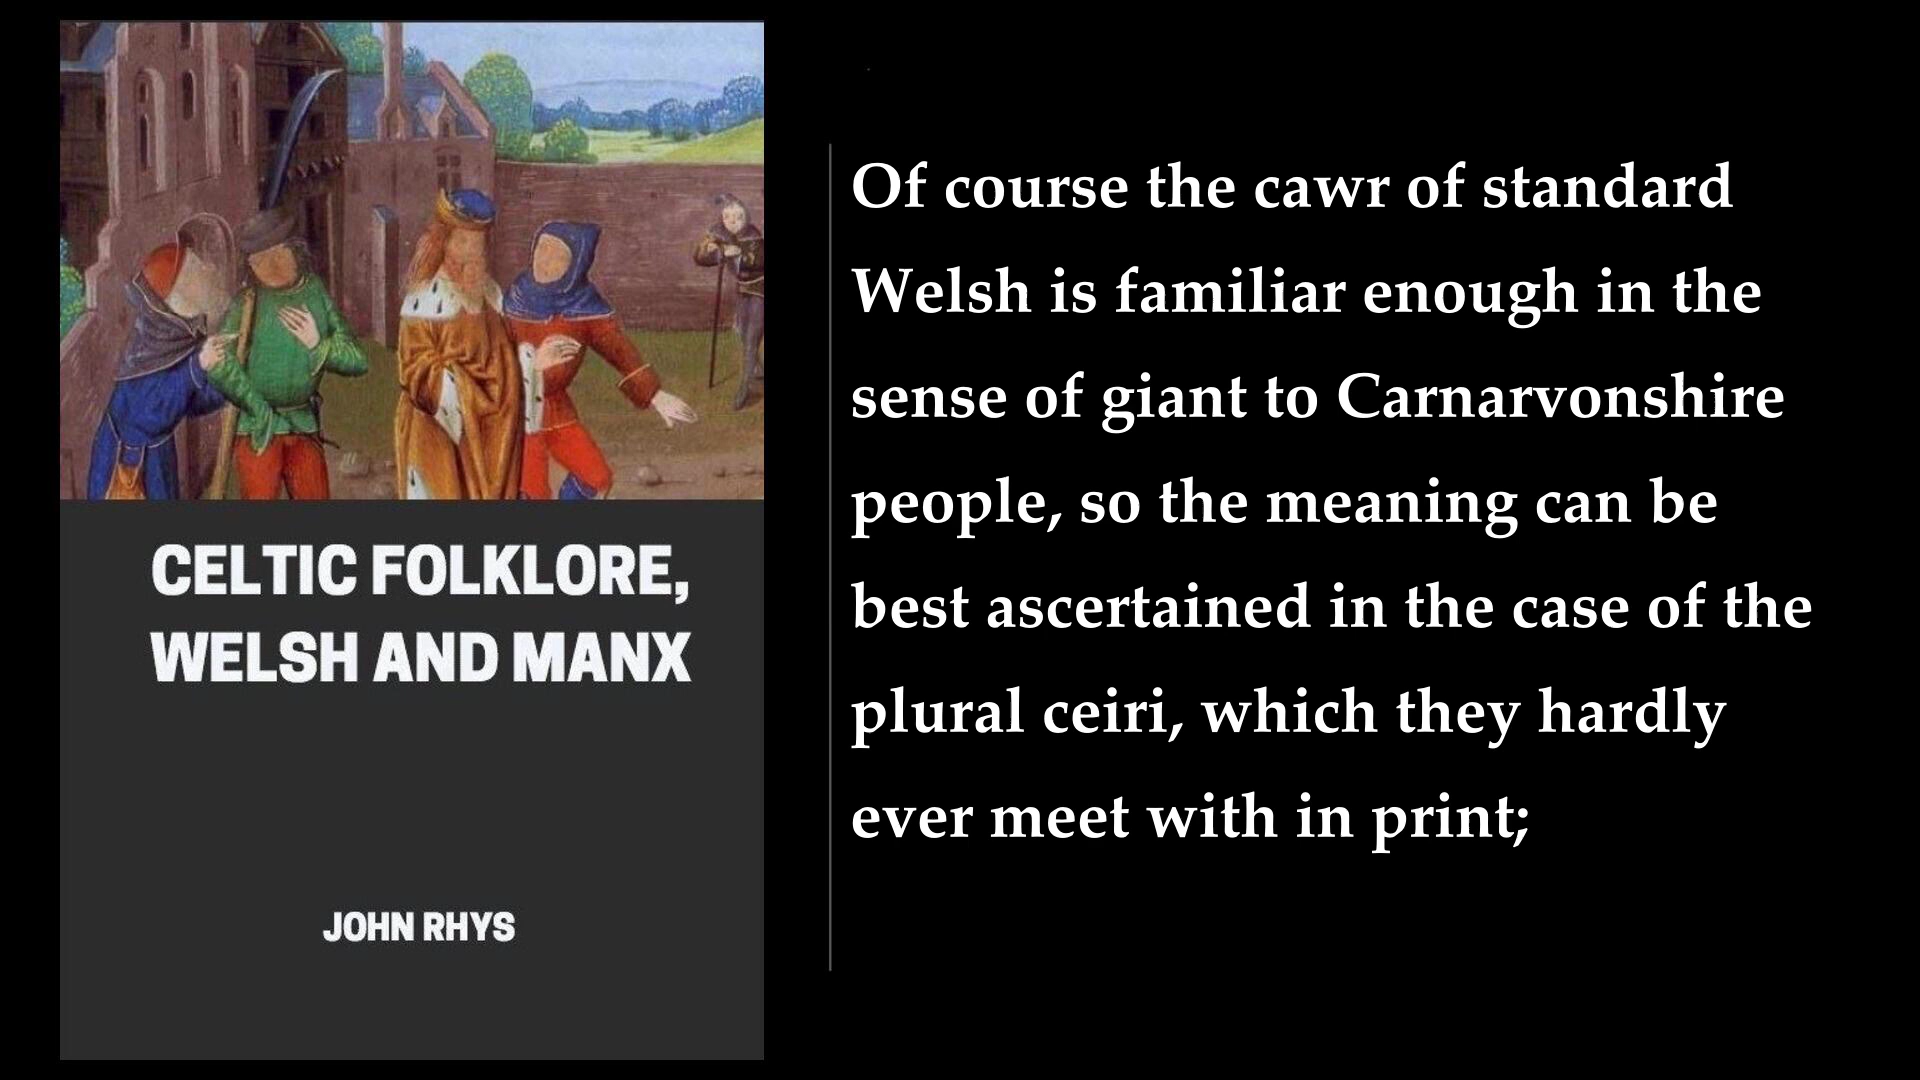 CELTIC FOLKLORE,
WELSH AND MANX
JOHN RHYS
Of course the cawr of standard
Welsh is familiar enough in the
sense of giant to Carnarvonshire
people, so the meaning can be
best ascertained in the case of the
plural ceiri, which they hardly
ever meet with in print;